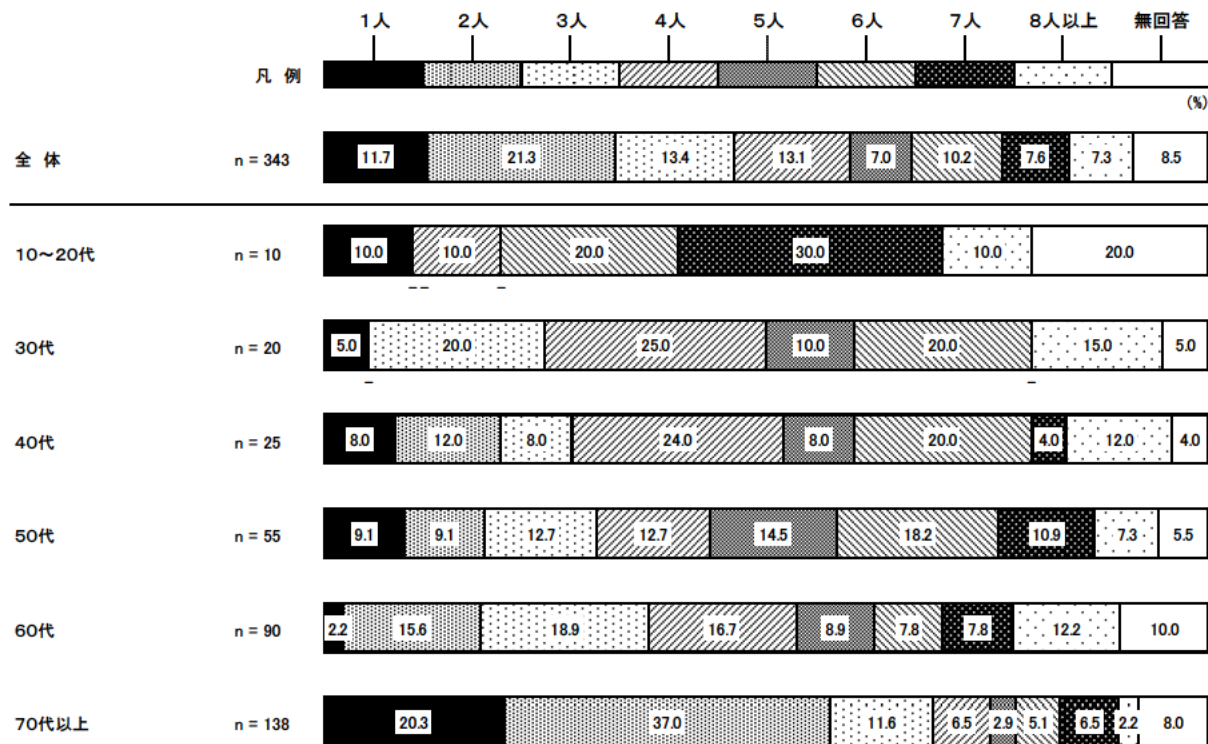 1人 2人 3人 4人 5人 6人 7人 8人以上 無回答
凡 例
(%)
全 体 n = 343 11.7 21.3 13.4 13.1 7.0 10.2 7.6 7.3 8.5
10～20代 n = 10 10.0 10.0 20.0 30.0 10.0 20.0
– – –
30代 n = 20 5.0 20.0 25.0 10.0 20.0 15.0 5.0
– –
40代 n = 25 8.0 12.0 8.0 24.0 8.0 20.0 4.0 12.0 4.0
50代 n = 55 9.1 9.1 12.7 12.7 14.5 18.2 10.9 7.3 5.5
60代 n = 90 2.2 15.6 18.9 16.7 8.9 7.8 7.8 12.2 10.0
70代以上 n = 138 20.3 37.0 11.6 6.5 2.9 5.1 6.5 2.2 8.0